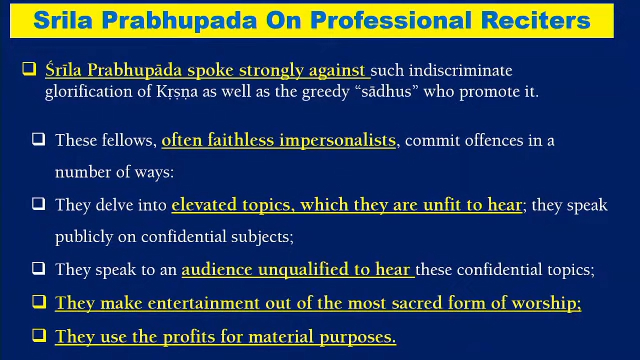 Srila Prabhupada On Professional Reciters
Śrīla Prabhupāda spoke strongly against such indiscriminate
glorification of Kṛṣṇa as well as the greedy “sādhus” who promote it.
These fellows, often faithless impersonalists, commit offences in a
number of ways:
They delve into elevated topics, which they are unfit to hear; they speak
publicly on confidential subjects;
They speak to an audience unqualified to hear these confidential topics;
They make entertainment out of the most sacred form of worship;
They use the profits for material purposes.